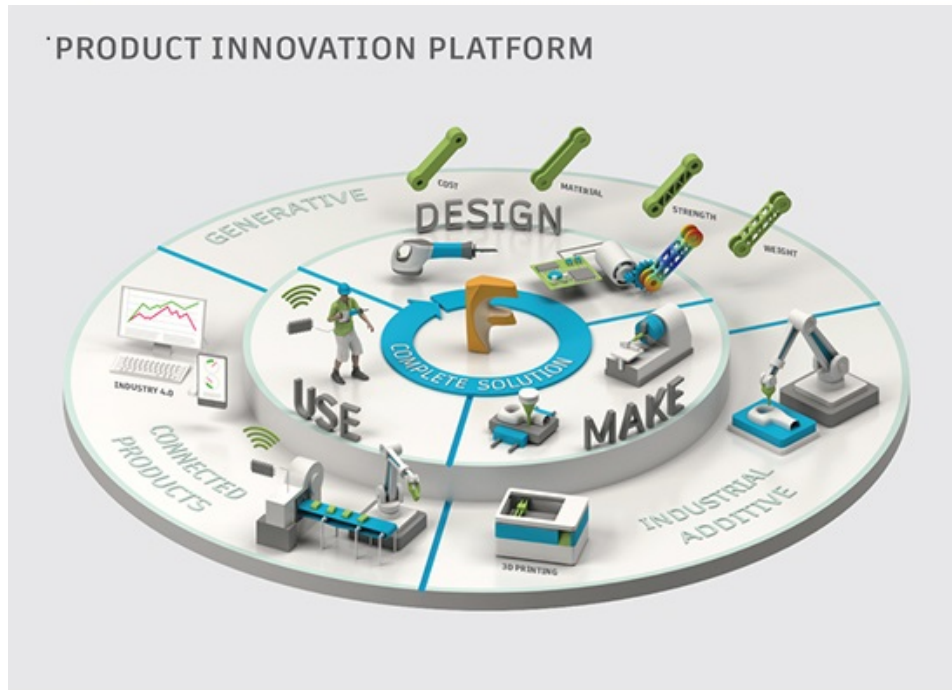 PRODUCT INNOVATION PLATFORM
GENERATIVE
DESIGN
COST
MATERIAL
STRENGTH
WEIGHT
F
COMPLETE SOLUTION
USE
MAKE
INDUSTRY 4.0
CONNECTED
PRODUCTS
INDUSTRIAL
ADDITIVE
3D PRINTING